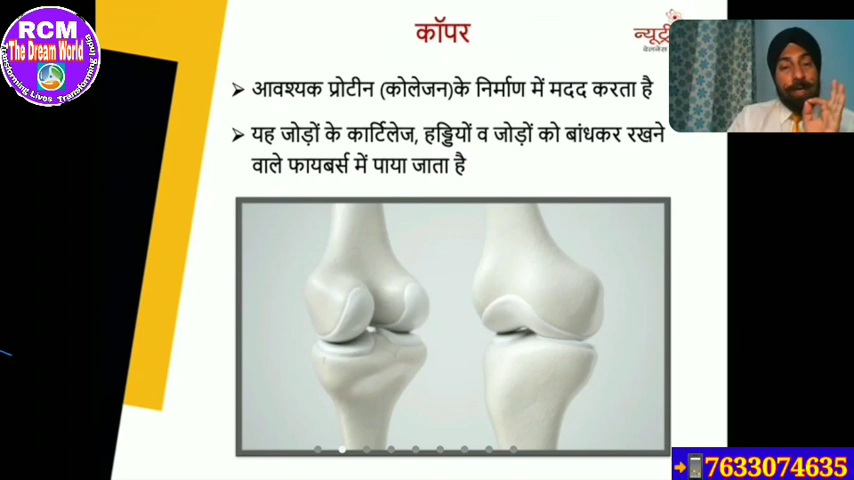 RCM
The Dream World
Transforming Lives Transforming India
कॉपर
न्यूट्री
वेलनेस
➢ आवश्यक प्रोटीन (कोलेजन)के निर्माण में मदद करता है
➢ यह जोड़ों के कार्टिलेज, हड्डियों व जोड़ों को बांधकर रखने
वाले फायबर्स में पाया जाता है
7633074635